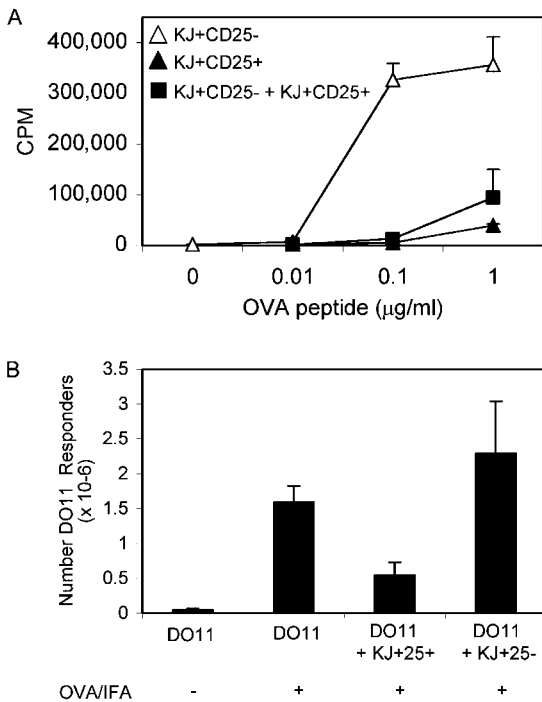 A
400,000
300,000
200,000
100,000
0
CPM
KJ+CD25-
KJ+CD25+
KJ+CD25- + KJ+CD25+
0 0.01 0.1 1
OVA peptide (μg/ml)
B
3.5
3
2.5
2
1.5
1
0.5
0
Number DO11 Responders
(x 10-6)
DO11 DO11 DO11 DO11
+ KJ+25+ + KJ+25-
OVA/IFA - + + +